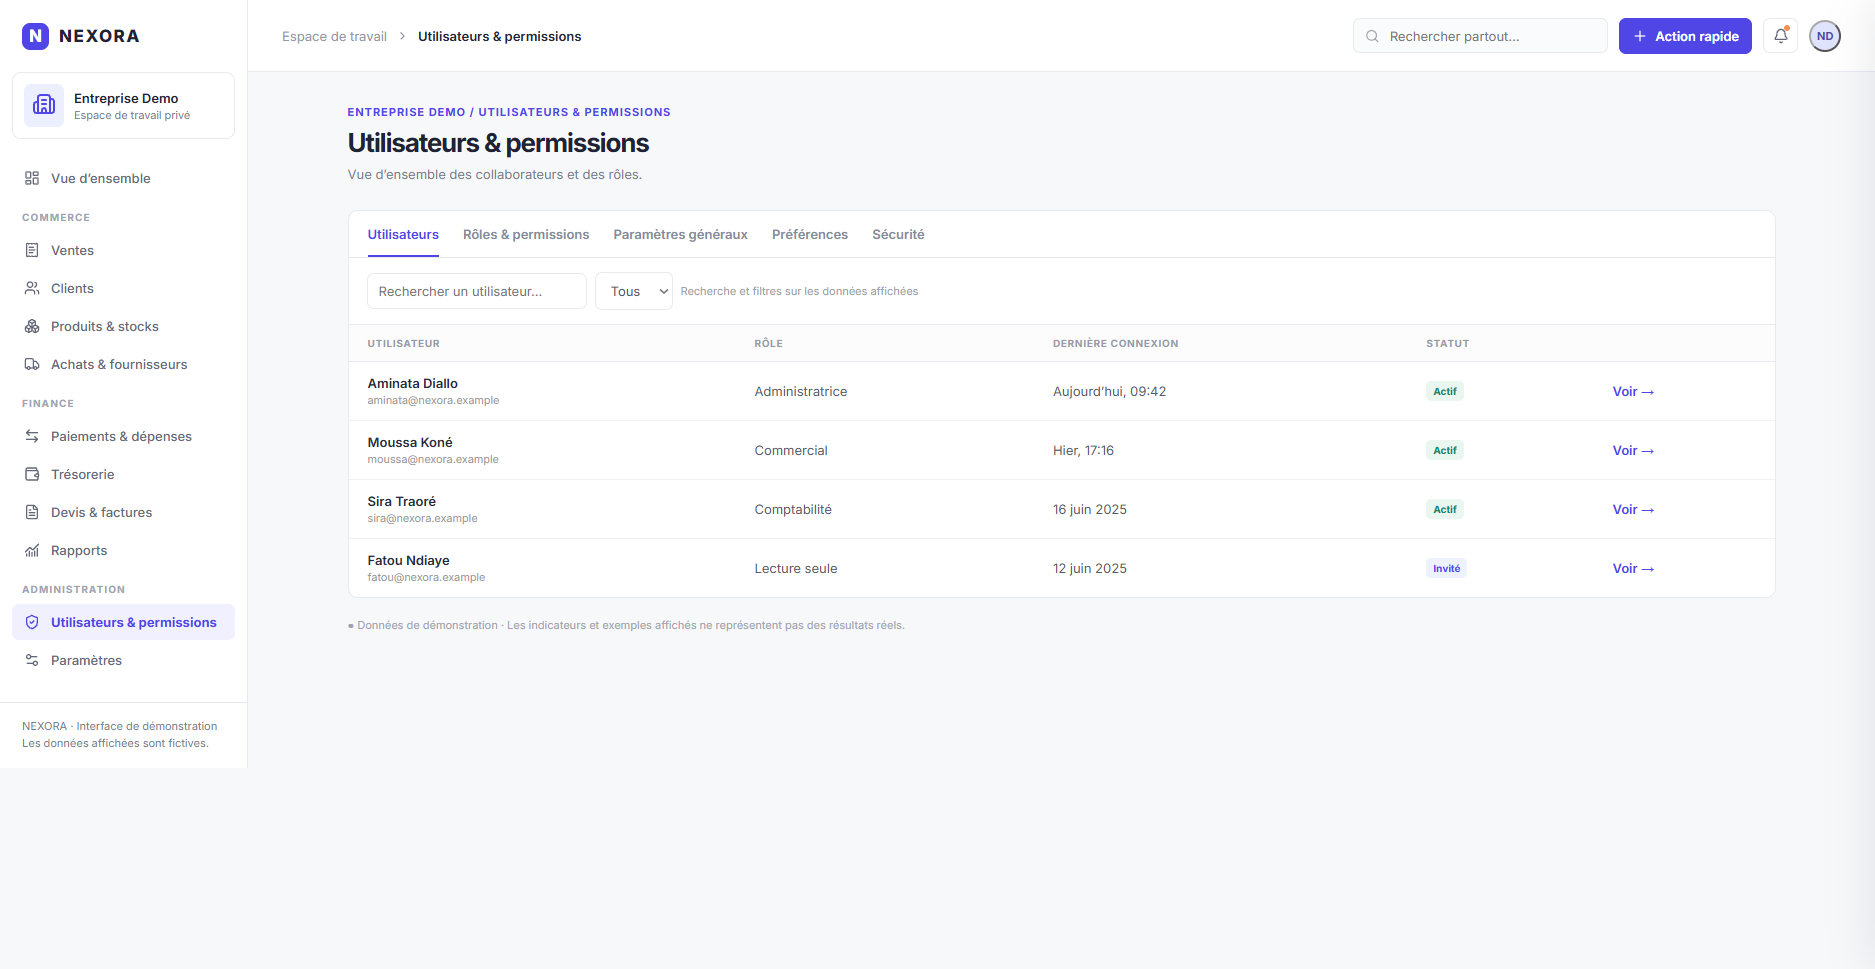 N NEXORA
Entreprise Demo
Espace de travail privé
Vue d’ensemble
COMMERCE
Ventes
Clients
Produits & stocks
Achats & fournisseurs
FINANCE
Paiements & dépenses
Trésorerie
Devis & factures
Rapports
ADMINISTRATION
Utilisateurs & permissions
Paramètres
NEXORA · Interface de démonstration
Les données affichées sont fictives.
Espace de travail > Utilisateurs & permissions
Rechercher partout...
+ Action rapide
ND
ENTREPRISE DEMO / UTILISATEURS & PERMISSIONS
Utilisateurs & permissions
Vue d’ensemble des collaborateurs et des rôles.
Utilisateurs Rôles & permissions Paramètres généraux Préférences Sécurité
Rechercher un utilisateur... Tous Recherche et filtres sur les données affichées
UTILISATEUR RÔLE DERNIÈRE CONNEXION STATUT
Aminata Diallo
aminata@nexora.example
Administratrice Aujourd’hui, 09:42 Actif Voir →
Moussa Koné
moussa@nexora.example
Commercial Hier, 17:16 Actif Voir →
Sira Traoré
sira@nexora.example
Comptabilité 16 juin 2025 Actif Voir →
Fatou Ndiaye
fatou@nexora.example
Lecture seule 12 juin 2025 Invité Voir →
● Données de démonstration · Les indicateurs et exemples affichés ne représentent pas des résultats réels.